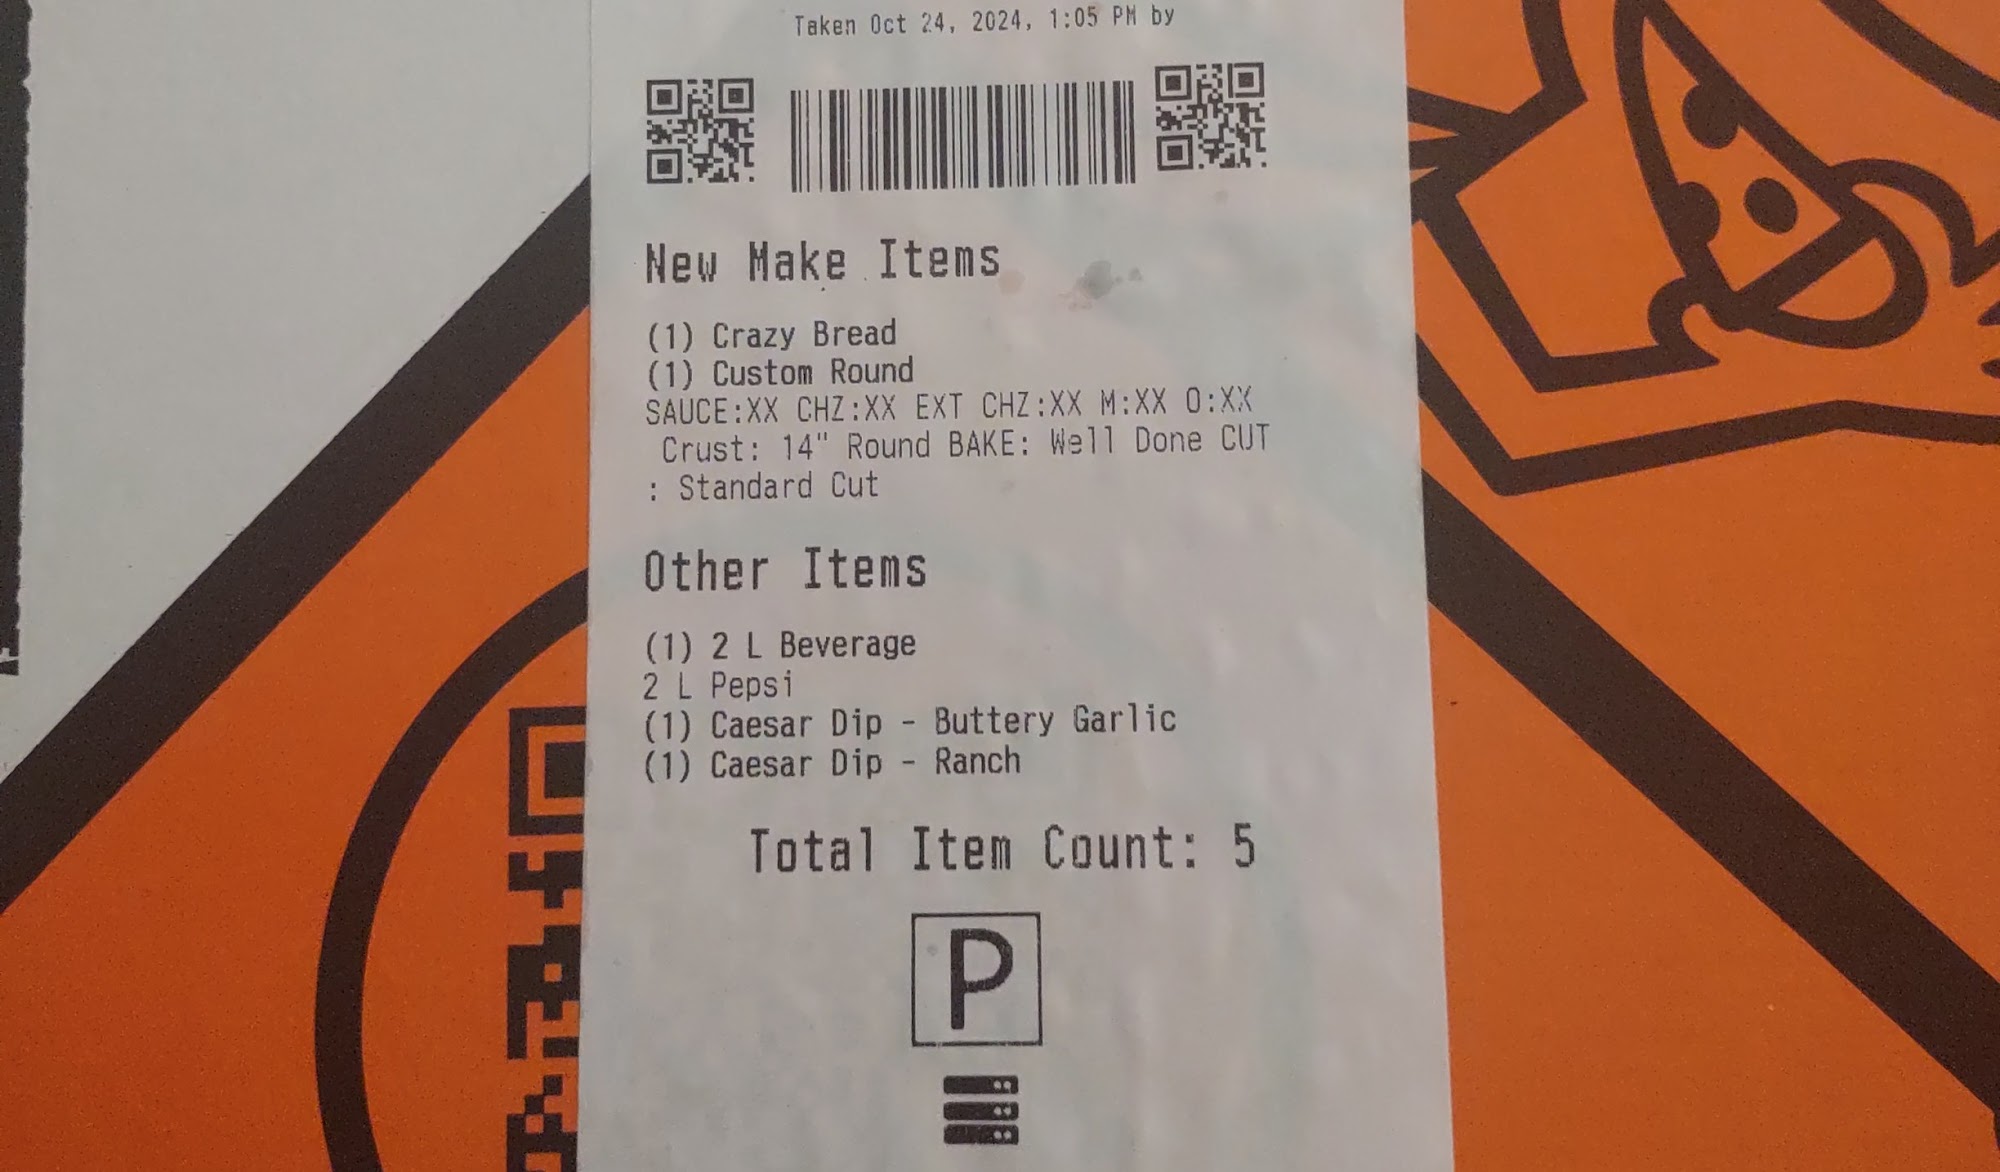 Taken Oct 24, 2024, 1:05 PM by
New Make Items
(1) Crazy Bread
(1) Custom Round
SAUCE:XX CHZ:XX EXT CHZ:XX M:XX O:XX
Crust: 14" Round BAKE: Well Done CUT
: Standard Cut
Other Items
(1) 2 L Beverage
2 L Pepsi
(1) Caesar Dip - Buttery Garlic
(1) Caesar Dip - Ranch
Total Item Count: 5
P